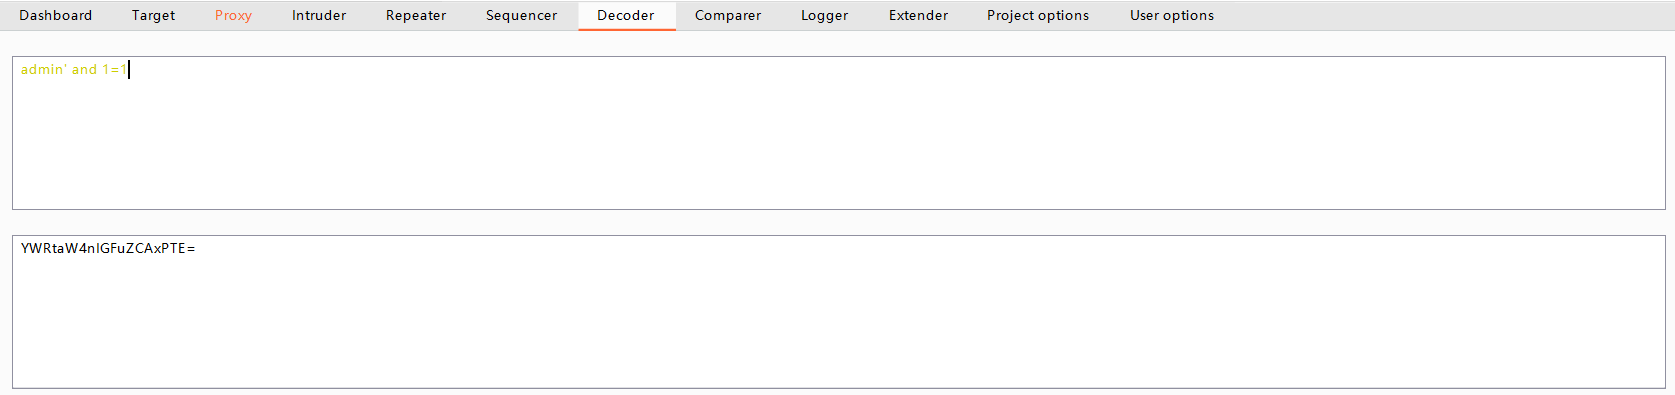 Dashboard Target Proxy Intruder Repeater Sequencer Decoder Comparer Logger Extender Project options User options
admin' and 1=1
YWRtaW4nIGFuZCAxPTE=